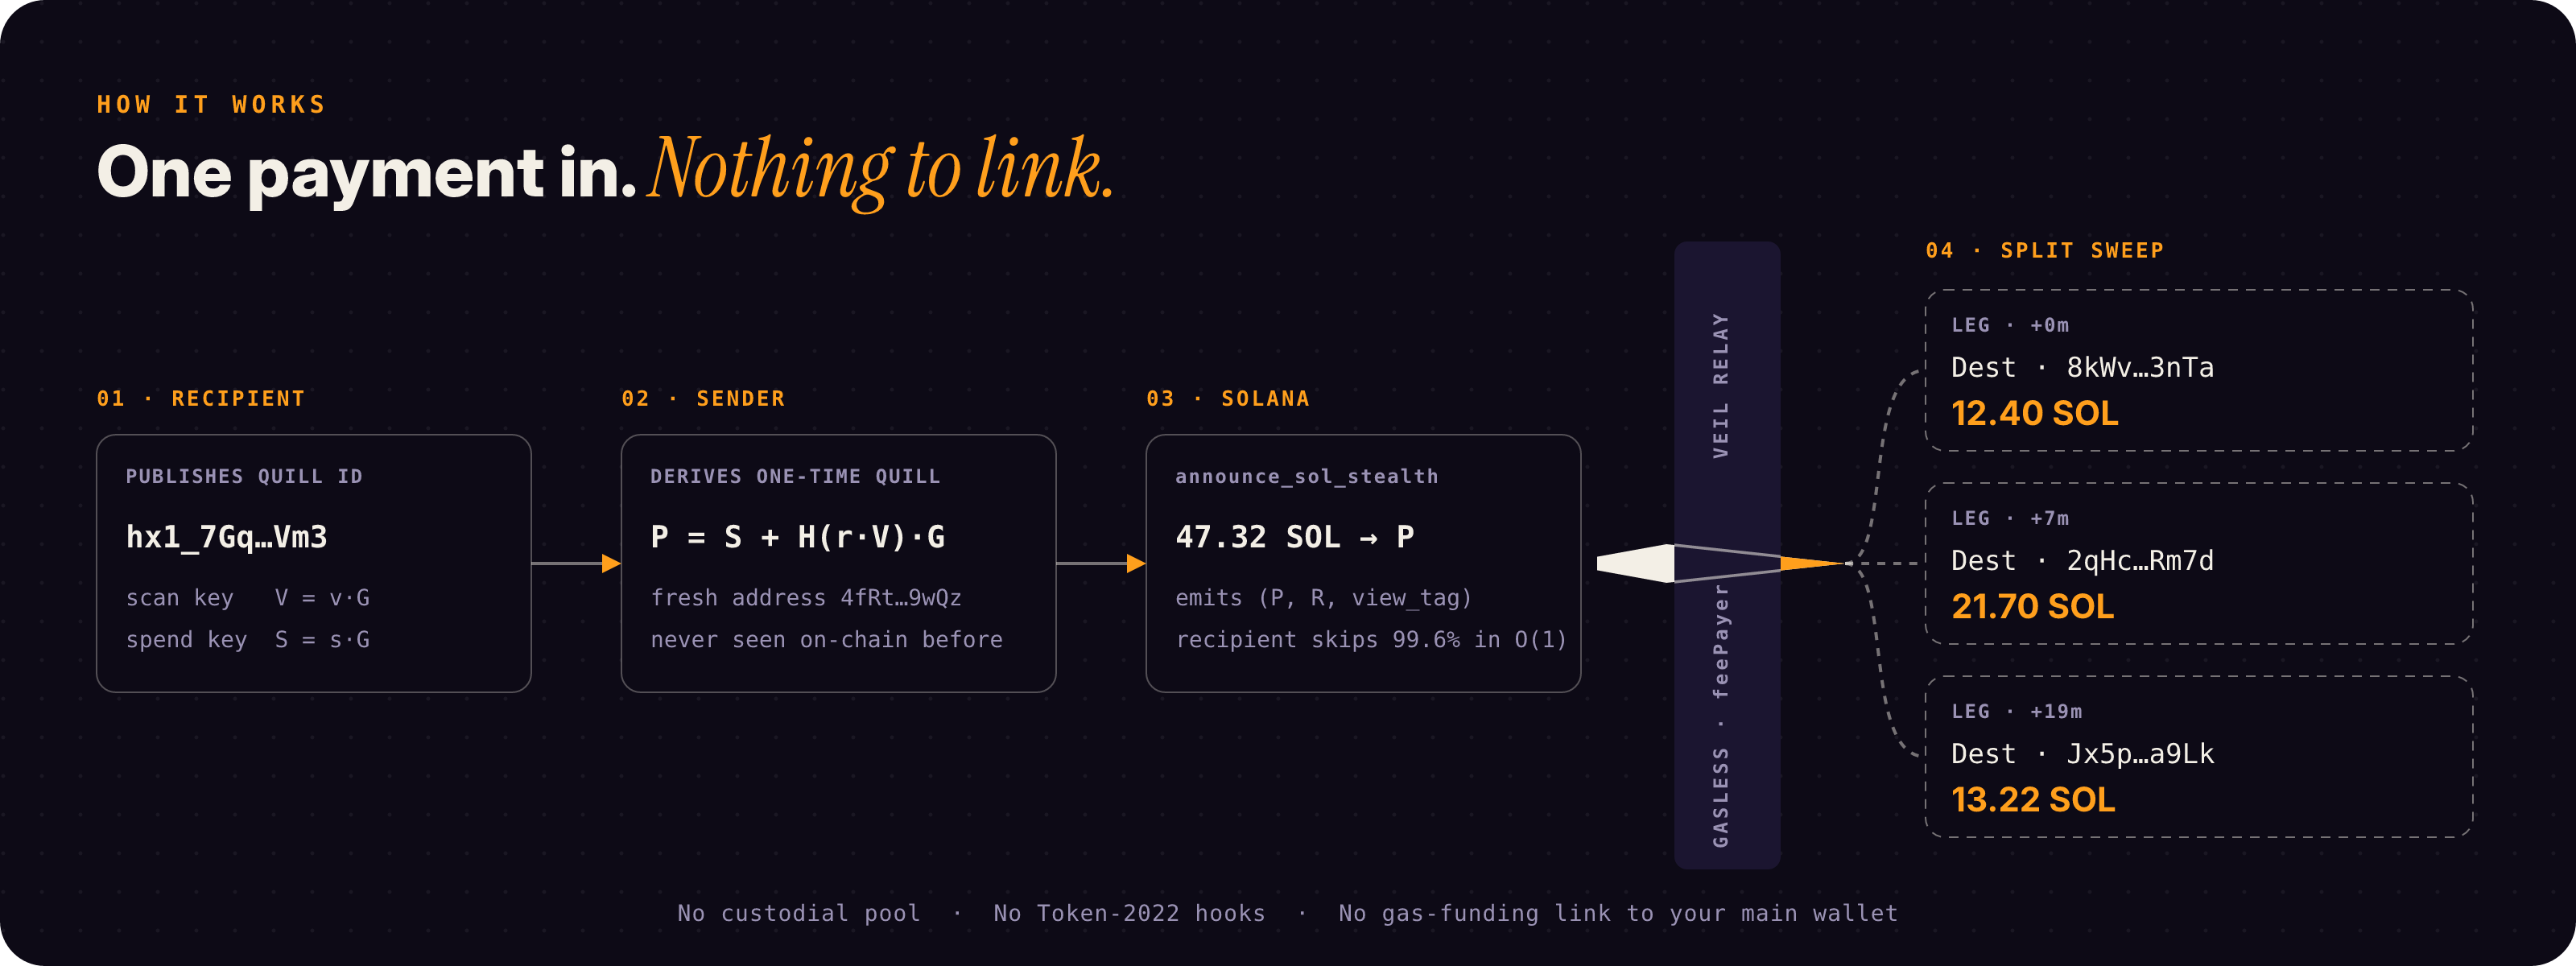 HOW IT WORKS
One payment in. Nothing to link.
01 · RECIPIENT
PUBLISHES QUILL ID
hx1_7Gq…Vm3
scan key V = v·G
spend key S = s·G
02 · SENDER
DERIVES ONE-TIME QUILL
P = S + H(r·V)·G
fresh address 4fRt…9wQz
never seen on-chain before
03 · SOLANA
announce_sol_stealth
47.32 SOL → P
emits (P, R, view_tag)
recipient skips 99.6% in O(1)
VEIL RELAY
GASLESS · feePayer
04 · SPLIT SWEEP
LEG · +0m
Dest · 8kWv…3nTa
12.40 SOL
LEG · +7m
Dest · 2qHc…Rm7d
21.70 SOL
LEG · +19m
Dest · Jx5p…a9Lk
13.22 SOL
No custodial pool · No Token-2022 hooks · No gas-funding link to your main wallet